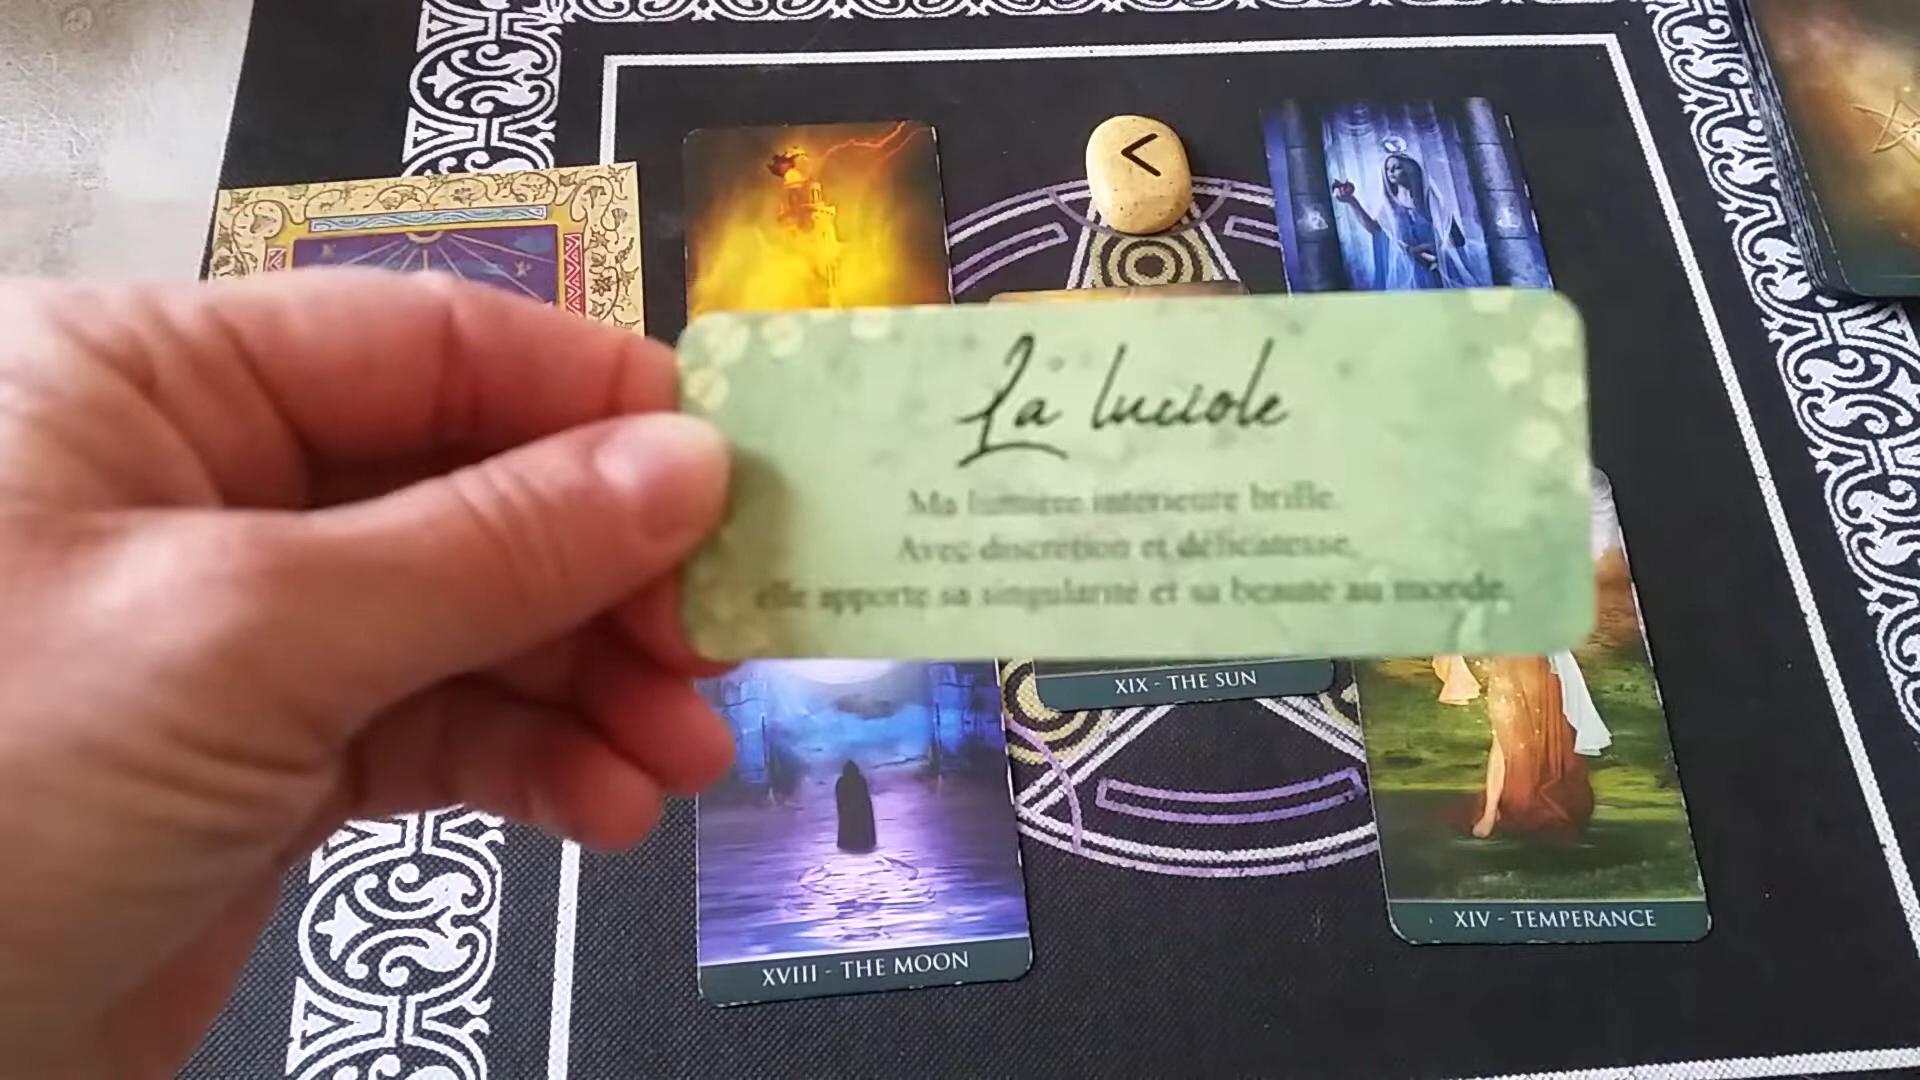 La luciole
Ma lumière intérieure brille.
Avec discrétion et délicatesse,
elle apporte sa singularité et sa beauté au monde.
XIX - THE SUN
XIV - TEMPERANCE
XVIII - THE MOON